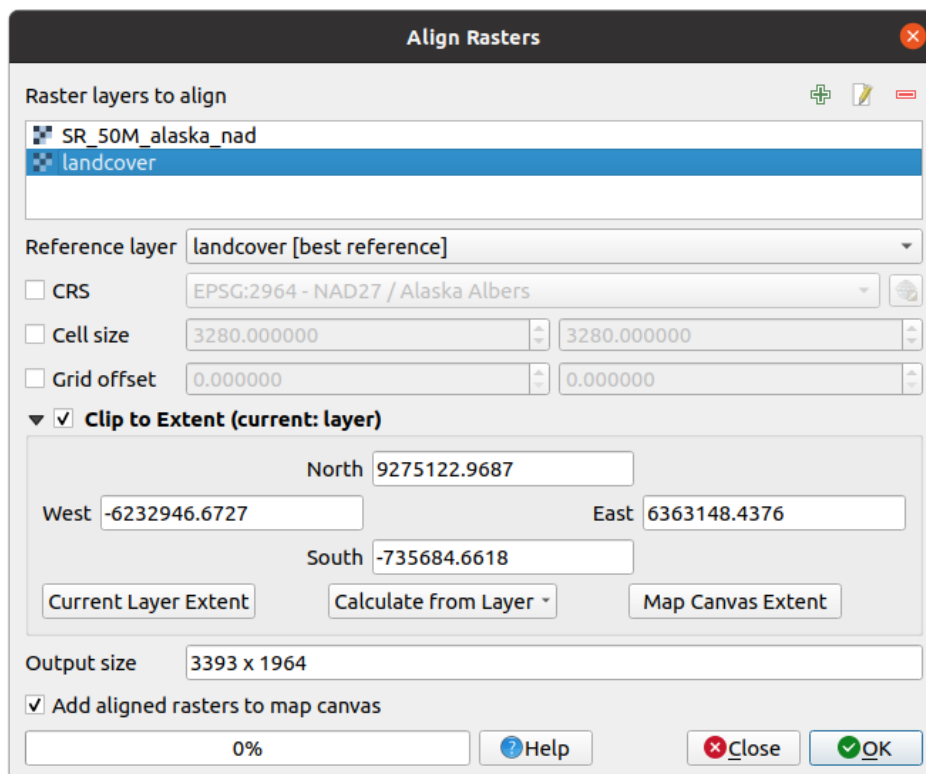 Align Rasters
Raster layers to align
SR_50M_alaska_nad
landcover
Reference layer landcover [best reference]
CRS EPSG:2964 - NAD27 / Alaska Albers
Cell size 3280.000000 3280.000000
Grid offset 0.000000 0.000000
Clip to Extent (current: layer)
North 9275122.9687
West -6232946.6727 East 6363148.4376
South -735684.6618
Current Layer Extent Calculate from Layer Map Canvas Extent
Output size 3393 x 1964
Add aligned rasters to map canvas
0% Help Close OK